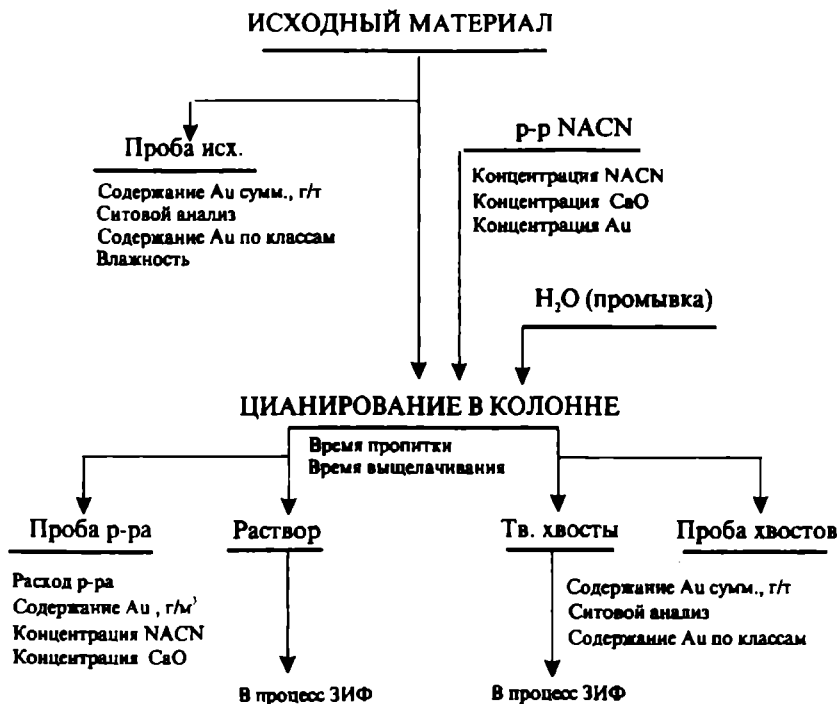 ИСХОДНЫЙ МАТЕРИАЛ
Проба исх.
Содержание Au сумм., г/т
Ситовой анализ
Содержание Au по классам
Влажность
р-р NACN
Концентрация NACN
Концентрация CaO
Концентрация Au
H₂O (промывка)
ЦИАНИРОВАНИЕ В КОЛОННЕ
Время пропитки
Время выщелачивания
Проба р-ра
Расход р-ра
Содержание Au , г/м³
Концентрация NACN
Концентрация CaO
Раствор
В процесс ЗИФ
Тв. хвосты
В процесс ЗИФ
Проба хвостов
Содержание Au сумм., г/т
Ситовой анализ
Содержание Au по классам